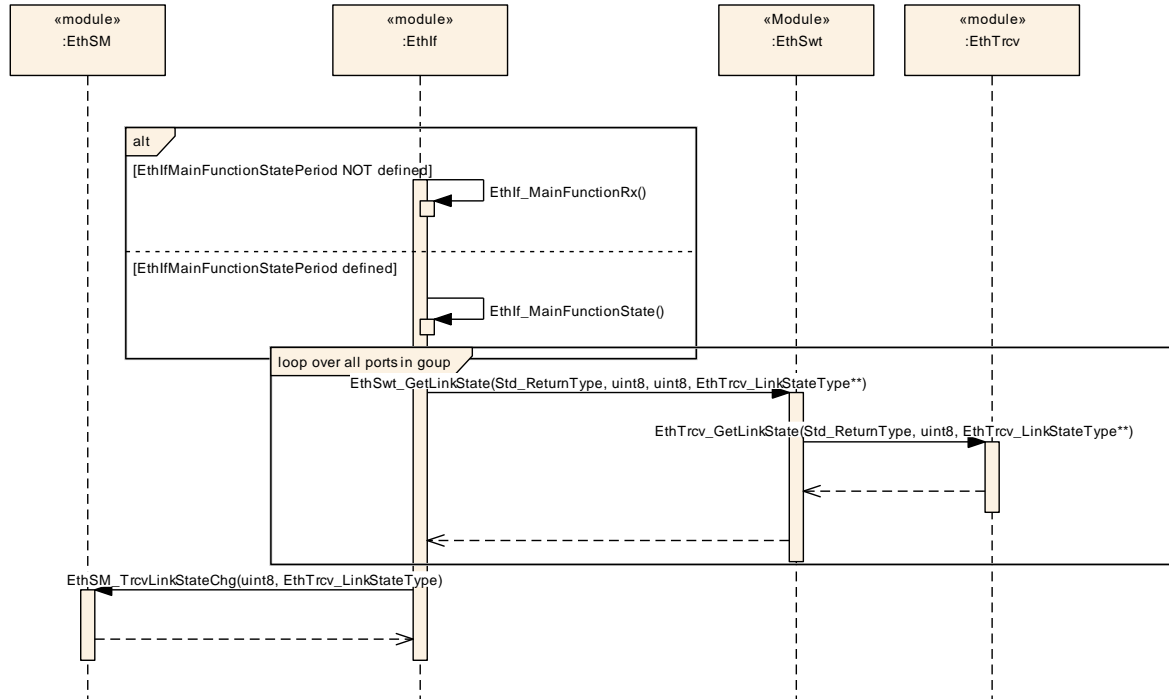 «module»
:EthSM
«module»
:EthIf
«Module»
:EthSwt
«module»
:EthTrcv
alt
[EthIfMainFunctionStatePeriod NOT defined]
EthIf_MainFunctionRx()
[EthIfMainFunctionStatePeriod defined]
EthIf_MainFunctionState()
loop over all ports in goup
EthSwt_GetLinkState(Std_ReturnType, uint8, uint8, EthTrcv_LinkStateType**)
EthTrcv_GetLinkState(Std_ReturnType, uint8, EthTrcv_LinkStateType**)
EthSM_TrcvLinkStateChg(uint8, EthTrcv_LinkStateType)